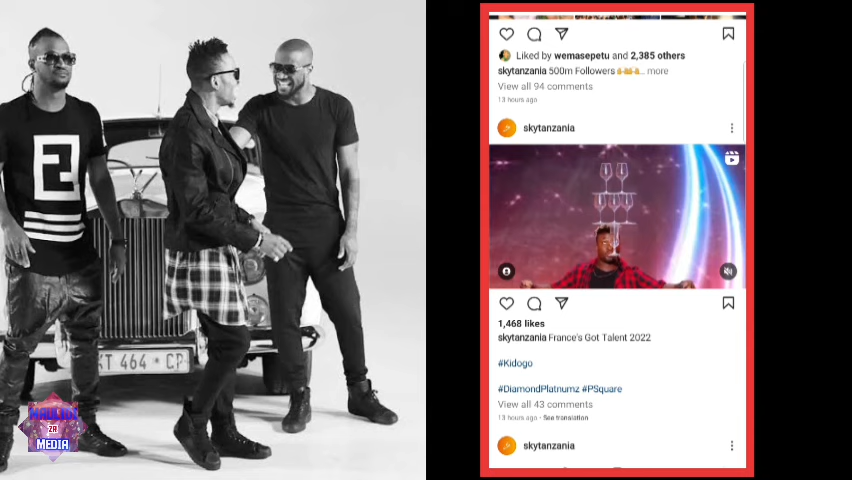 2
XT 464 * CP
MAULIDI
ZA
MEDIA
Liked by wemasepetu and 2,385 others
skytanzania 500m Followers 🙌🙌🙌... more
View all 94 comments
13 hours ago
skytanzania
1,468 likes
skytanzania France's Got Talent 2022
#Kidogo
#DiamondPlatnumz #PSquare
View all 43 comments
13 hours ago · See translation
skytanzania